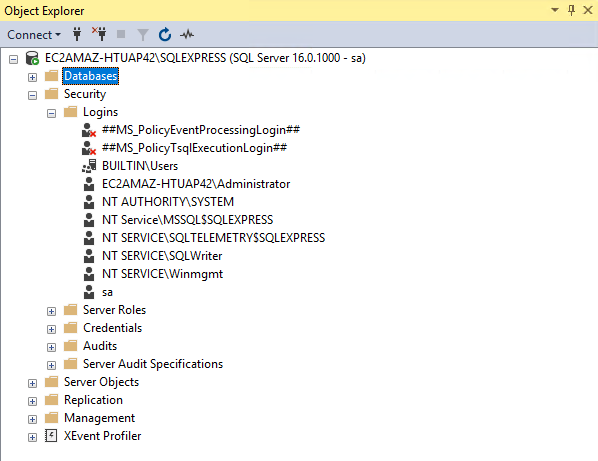 Object Explorer
Connect
EC2AMAZ-HTUAP42\SQLEXPRESS (SQL Server 16.0.1000 - sa)
Databases
Security
Logins
##MS_PolicyEventProcessingLogin##
##MS_PolicyTsqlExecutionLogin##
BUILTIN\Users
EC2AMAZ-HTUAP42\Administrator
NT AUTHORITY\SYSTEM
NT Service\MSSQL$SQLEXPRESS
NT SERVICE\SQLTELEMETRY$SQLEXPRESS
NT SERVICE\SQLWriter
NT SERVICE\Winmgmt
sa
Server Roles
Credentials
Audits
Server Audit Specifications
Server Objects
Replication
Management
XEvent Profiler